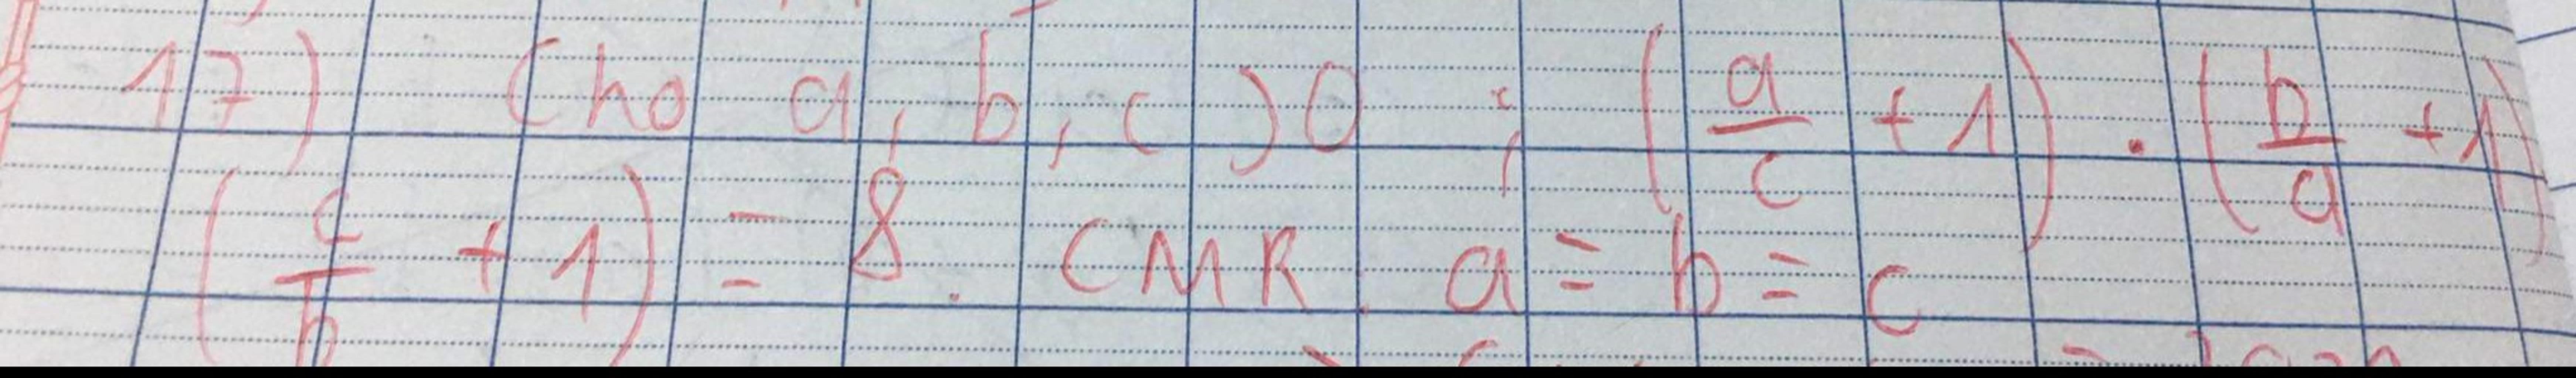 17) Cho a, b, c > 0 ; (a/c + 1) . (b/a + 1)
(c/b + 1) = 8 . CMR . a = b = c